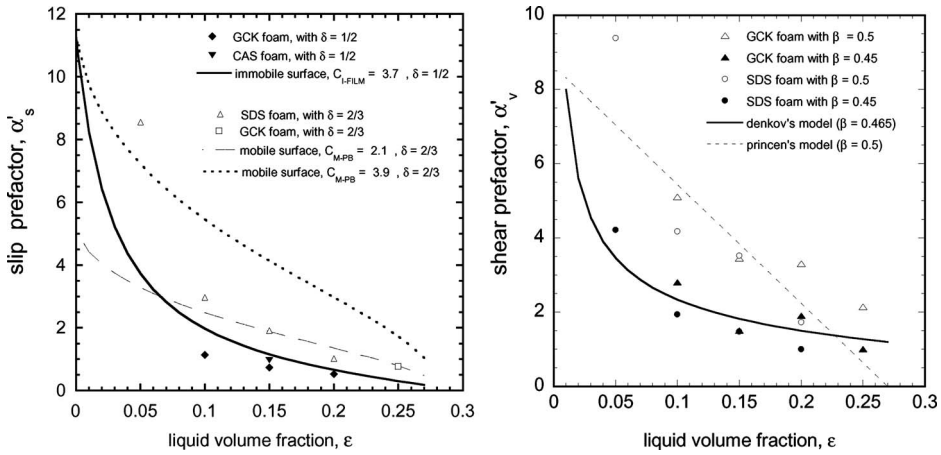 12
10
8
6
4
2
0
slip prefactor, α's
GCK foam, with δ = 1/2
CAS foam, with δ = 1/2
immobile surface, C I-FILM = 3.7 , δ = 1/2
SDS foam, with δ = 2/3
GCK foam, with δ = 2/3
mobile surface, C M-PB = 2.1 , δ = 2/3
mobile surface, C M-PB = 3.9 , δ = 2/3
0 0.05 0.1 0.15 0.2 0.25 0.3
liquid volume fraction, ε
10
8
6
4
2
0
shear prefactor, α'v
GCK foam with β = 0.5
GCK foam with β = 0.45
SDS foam with β = 0.5
SDS foam with β = 0.45
denkov's model (β = 0.465)
princen's model (β = 0.5)
0 0.05 0.1 0.15 0.2 0.25 0.3
liquid volume fraction, ε